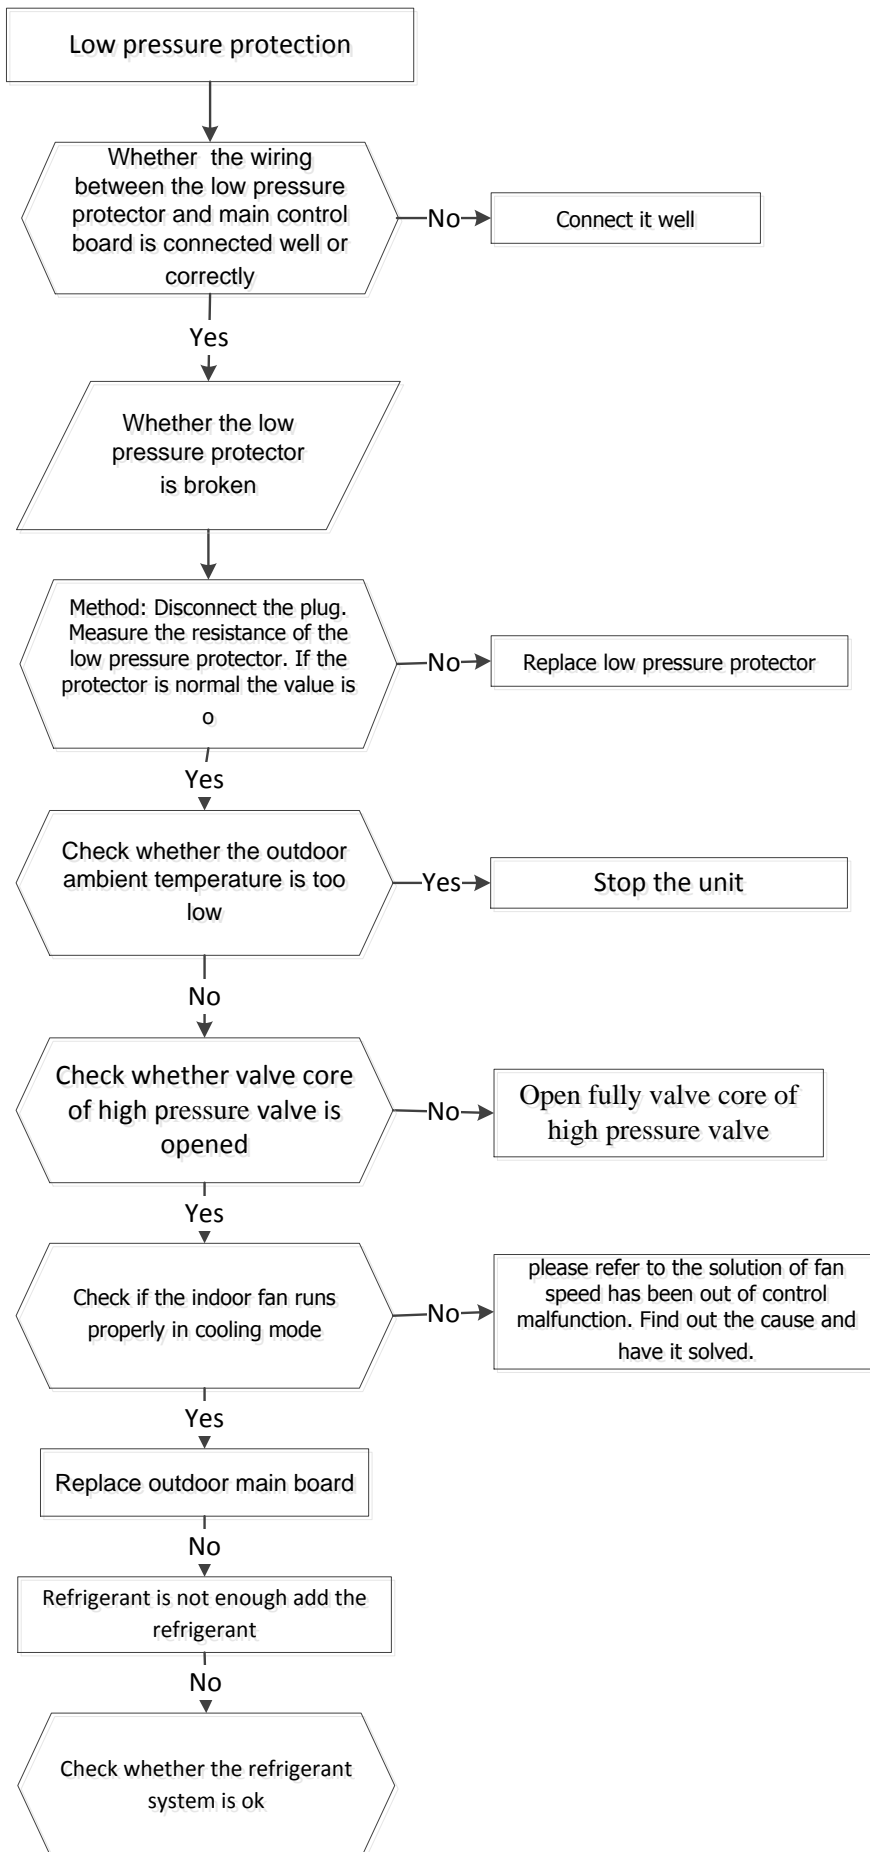 Low pressure protection
Whether the wiring
between the low pressure
protector and main control
board is connected well or
correctly
No
Connect it well
Yes
Whether the low
pressure protector
is broken
Method: Disconnect the plug.
Measure the resistance of the
low pressure protector. If the
protector is normal the value is
o
No
Replace low pressure protector
Yes
Check whether the outdoor
ambient temperature is too
low
Yes
Stop the unit
No
Check whether valve core
of high pressure valve is
opened
No
Open fully valve core of
high pressure valve
Yes
Check if the indoor fan runs
properly in cooling mode
No
please refer to the solution of fan
speed has been out of control
malfunction. Find out the cause and
have it solved.
Yes
Replace outdoor main board
No
Refrigerant is not enough add the
refrigerant
No
Check whether the refrigerant
system is ok